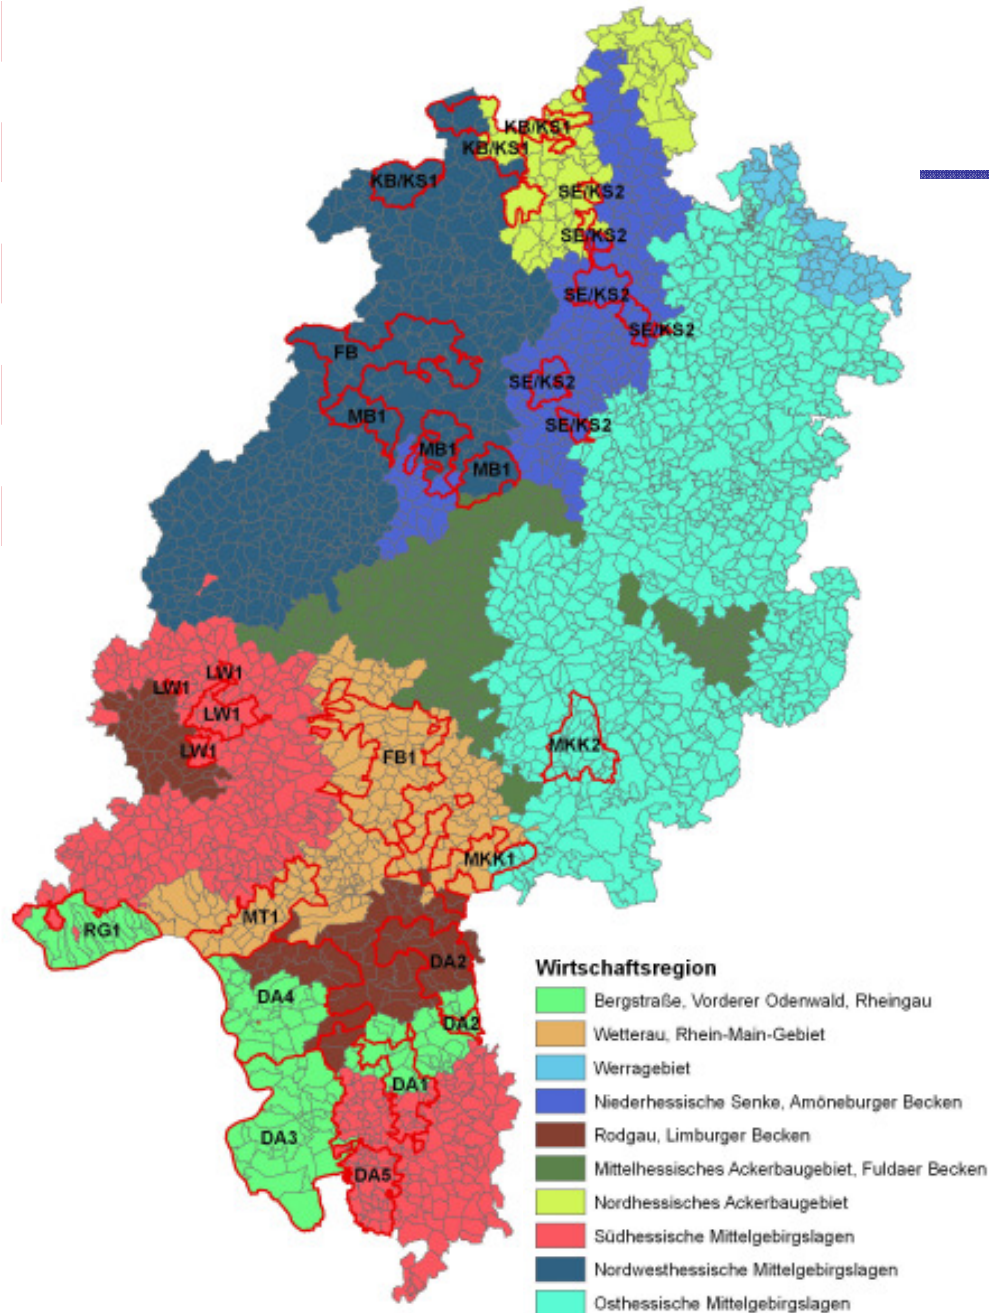 KB/KS1
KB/KS1
KB/KS1
SE/KS2
SE/KS2
SE/KS2
SE/KS2
FB
SE/KS2
MB1
SE/KS2
MB1
MB1
LW1
LW1
LW1
LW1
MKK2
FB1
MKK1
MT1
RG1
DA2
DA4
DA2
DA1
DA3
DA5
Wirtschaftsregion
Bergstraße, Vorderer Odenwald, Rheingau
Wetterau, Rhein-Main-Gebiet
Werragebiet
Niederhessische Senke, Amöneburger Becken
Rodgau, Limburger Becken
Mittelhessisches Ackerbaugebiet, Fuldaer Becken
Nordhessisches Ackerbaugebiet
Südhessische Mittelgebirgslagen
Nordwesthessische Mittelgebirgslagen
Osthessische Mittelgebirgslagen